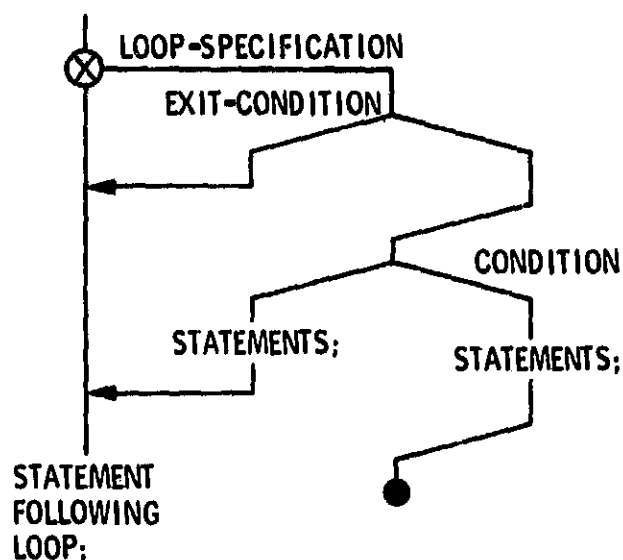 LOOP-SPECIFICATION
EXIT-CONDITION
CONDITION
STATEMENTS;
STATEMENTS;
STATEMENT
FOLLOWING
LOOP;